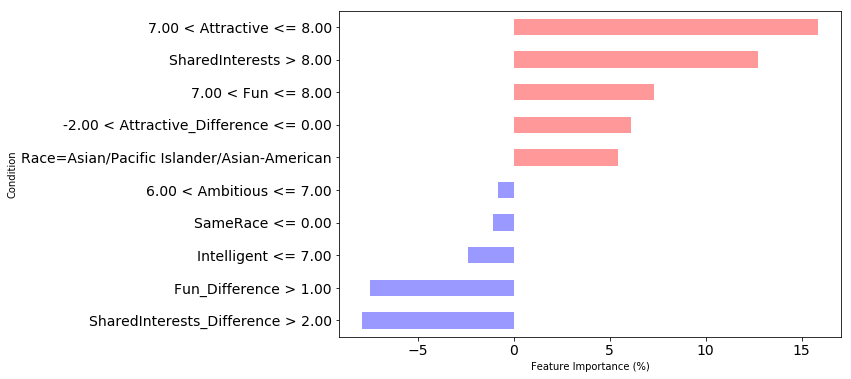 7.00 < Attractive <= 8.00
SharedInterests > 8.00
7.00 < Fun <= 8.00
-2.00 < Attractive_Difference <= 0.00
Race=Asian/Pacific Islander/Asian-American
6.00 < Ambitious <= 7.00
SameRace <= 0.00
Intelligent <= 7.00
Fun_Difference > 1.00
SharedInterests_Difference > 2.00
Condition
−5 0 5 10 15
Feature Importance (%)